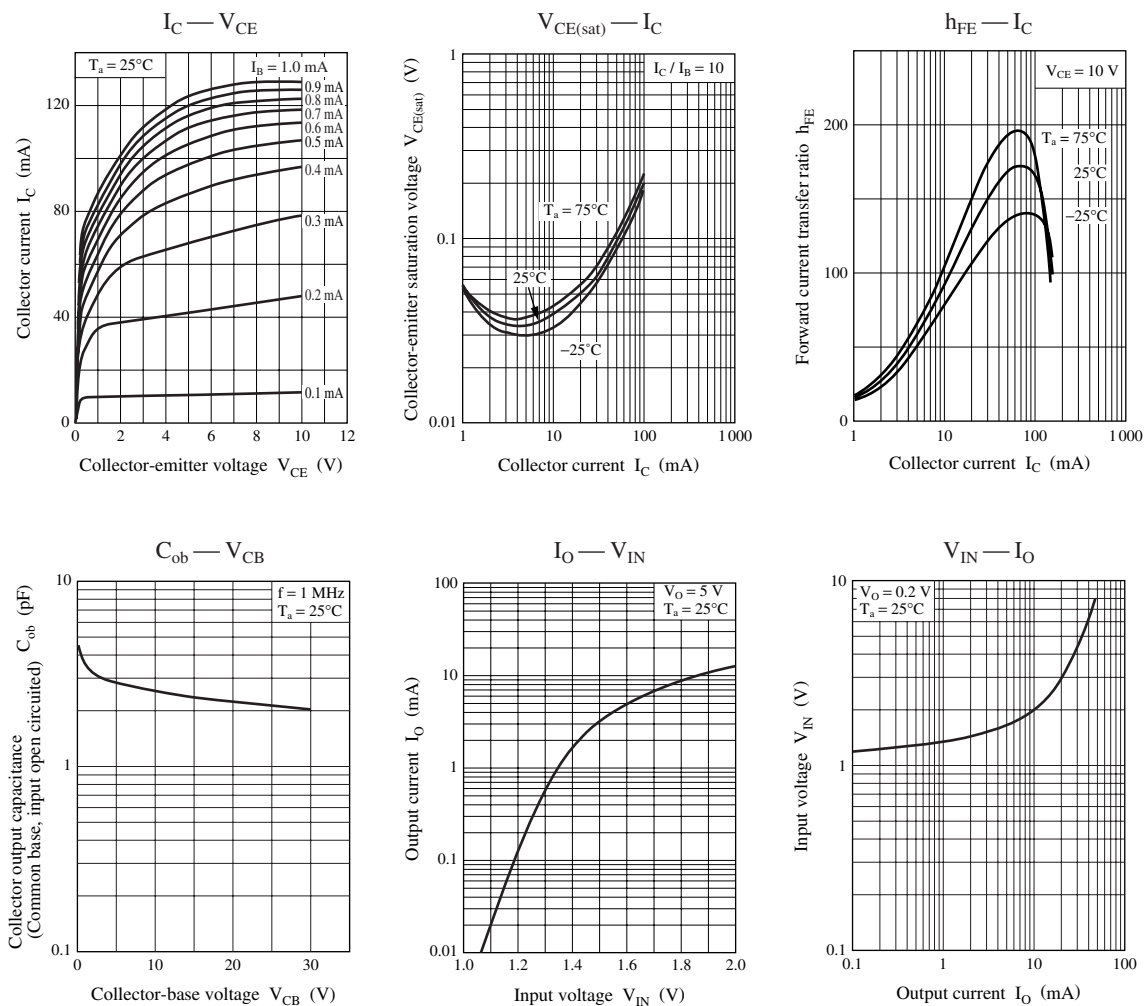 I_C — V_CE
T_a = 25°C
I_B = 1.0 mA
0.9 mA
0.8 mA
0.7 mA
0.6 mA
0.5 mA
0.4 mA
0.3 mA
0.2 mA
0.1 mA
120
80
40
0
0 2 4 6 8 10 12
Collector current I_C (mA)
Collector-emitter voltage V_CE (V)
V_CE(sat) — I_C
I_C / I_B = 10
T_a = 75°C
25°C
–25˚C
1
0.1
0.01
1 10 100 1 000
Collector-emitter saturation voltage V_CE(sat) (V)
Collector current I_C (mA)
h_FE — I_C
V_CE = 10 V
T_a = 75°C
25°C
–25°C
200
100
0
1 10 100 1 000
Forward current transfer ratio h_FE
Collector current I_C (mA)
C_ob — V_CB
f = 1 MHz
T_a = 25°C
10
1
0.1
0 10 20 30
Collector output capacitance C_ob (pF)
(Common base, input open circuited)
Collector-base voltage V_CB (V)
I_O — V_IN
V_O = 5 V
T_a = 25°C
100
10
1
0.1
0.01
1.0 1.2 1.4 1.6 1.8 2.0
Output current I_O (mA)
Input voltage V_IN (V)
V_IN — I_O
V_O = 0.2 V
T_a = 25°C
10
1
0.1
0.1 1 10 100
Input voltage V_IN (V)
Output current I_O (mA)